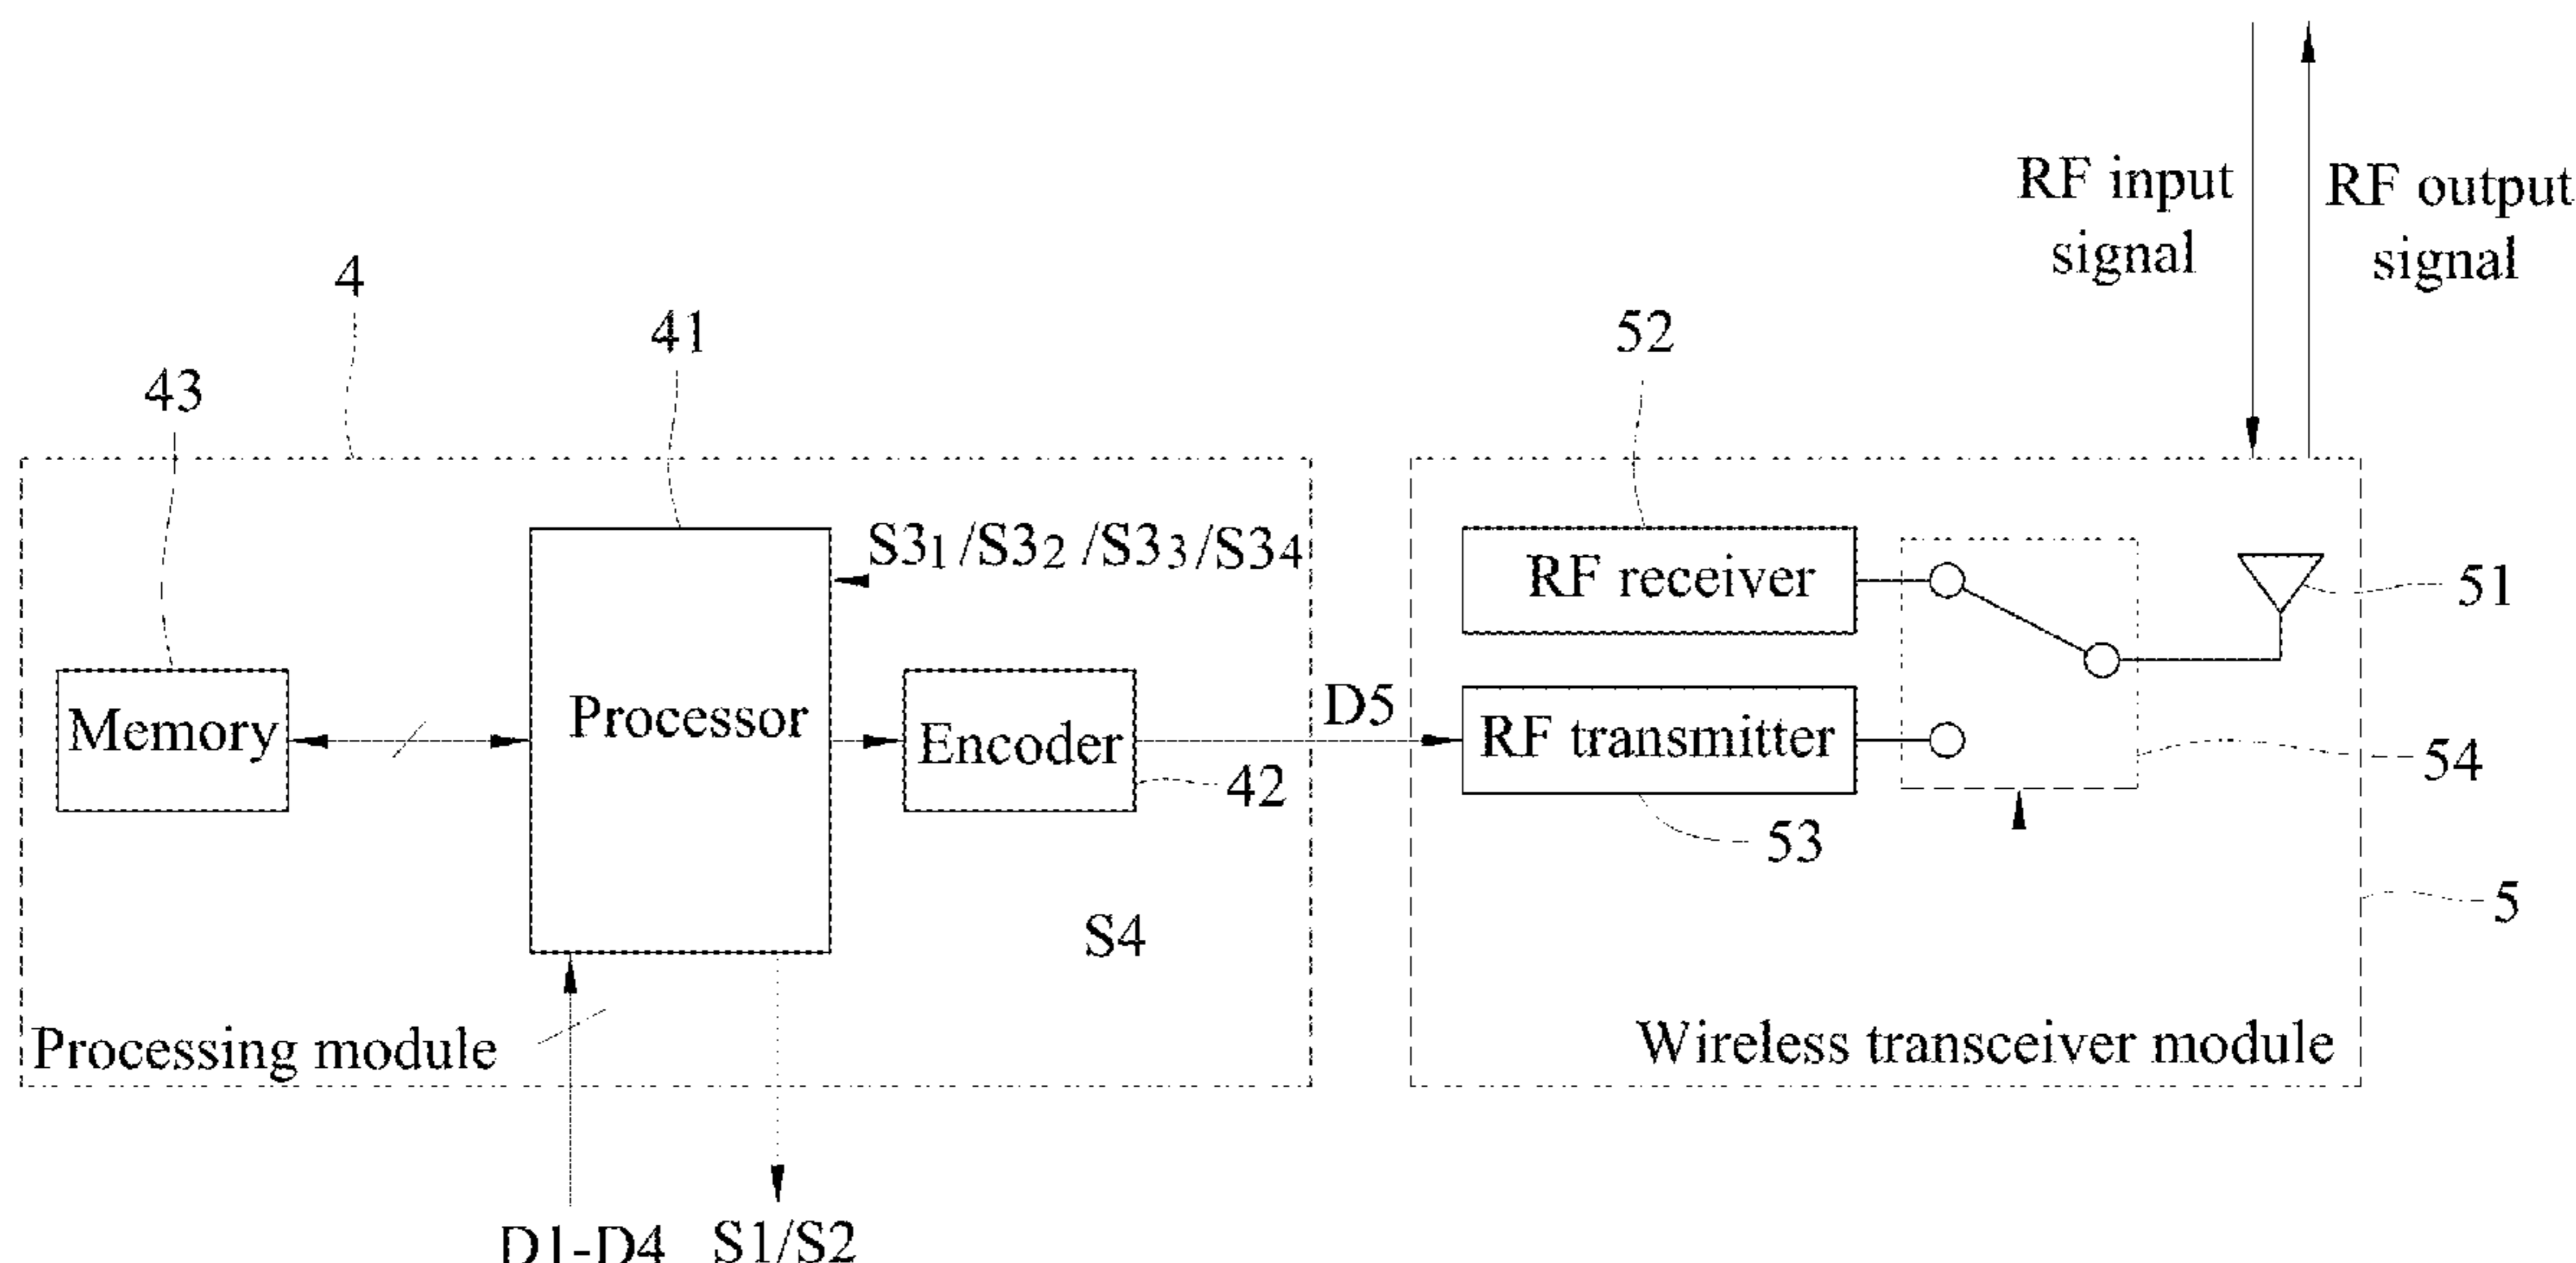 RF input
signal
RF output
signal
4
41
52
43
S3₁/S3₂/S3₃/S3₄
RF receiver
51
Memory
Processor
Encoder
D5
RF transmitter
54
42
53
5
S4
Processing module
Wireless transceiver module
D1-D4
S1/S2